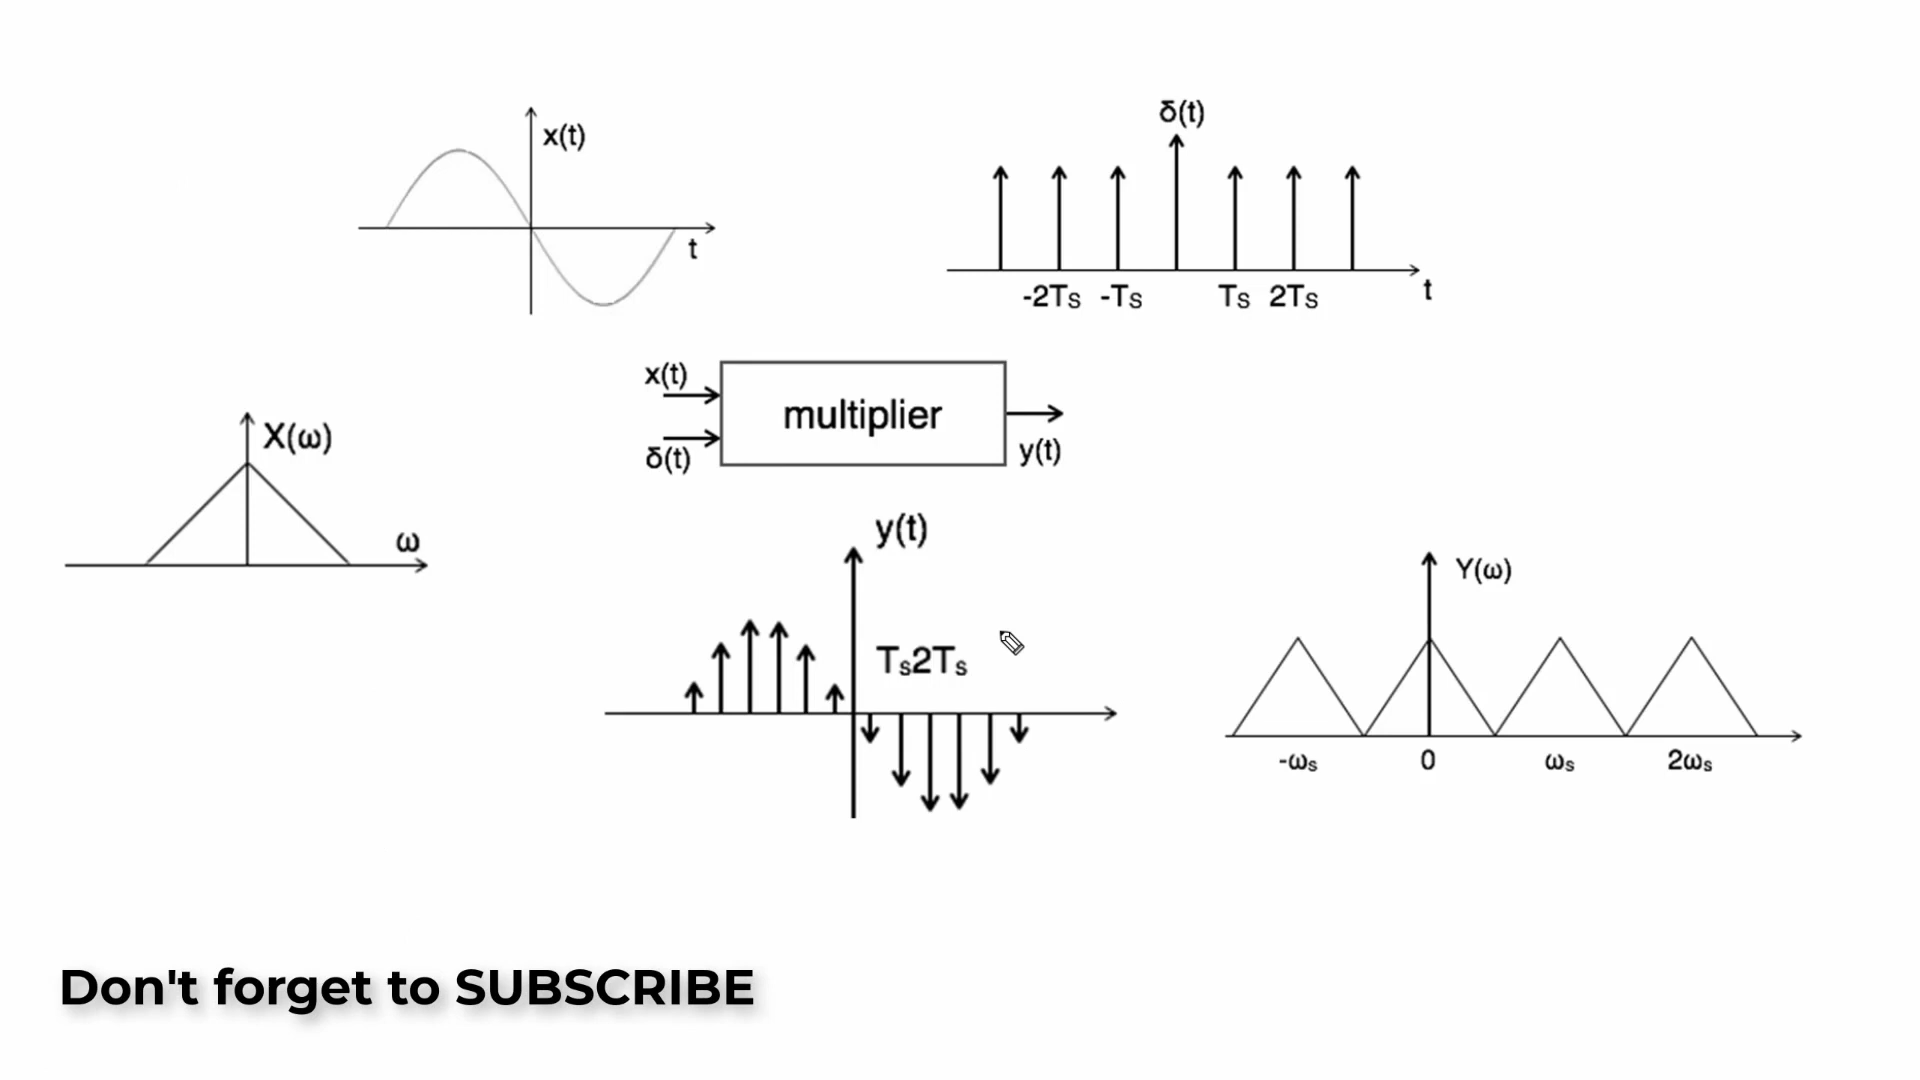 x(t)
t
δ(t)
-2Ts -Ts Ts 2Ts
t
x(t)
δ(t)
multiplier
y(t)
X(ω)
ω
y(t)
Ts2Ts
Y(ω)
-ωs 0 ωs 2ωs
Don't forget to SUBSCRIBE